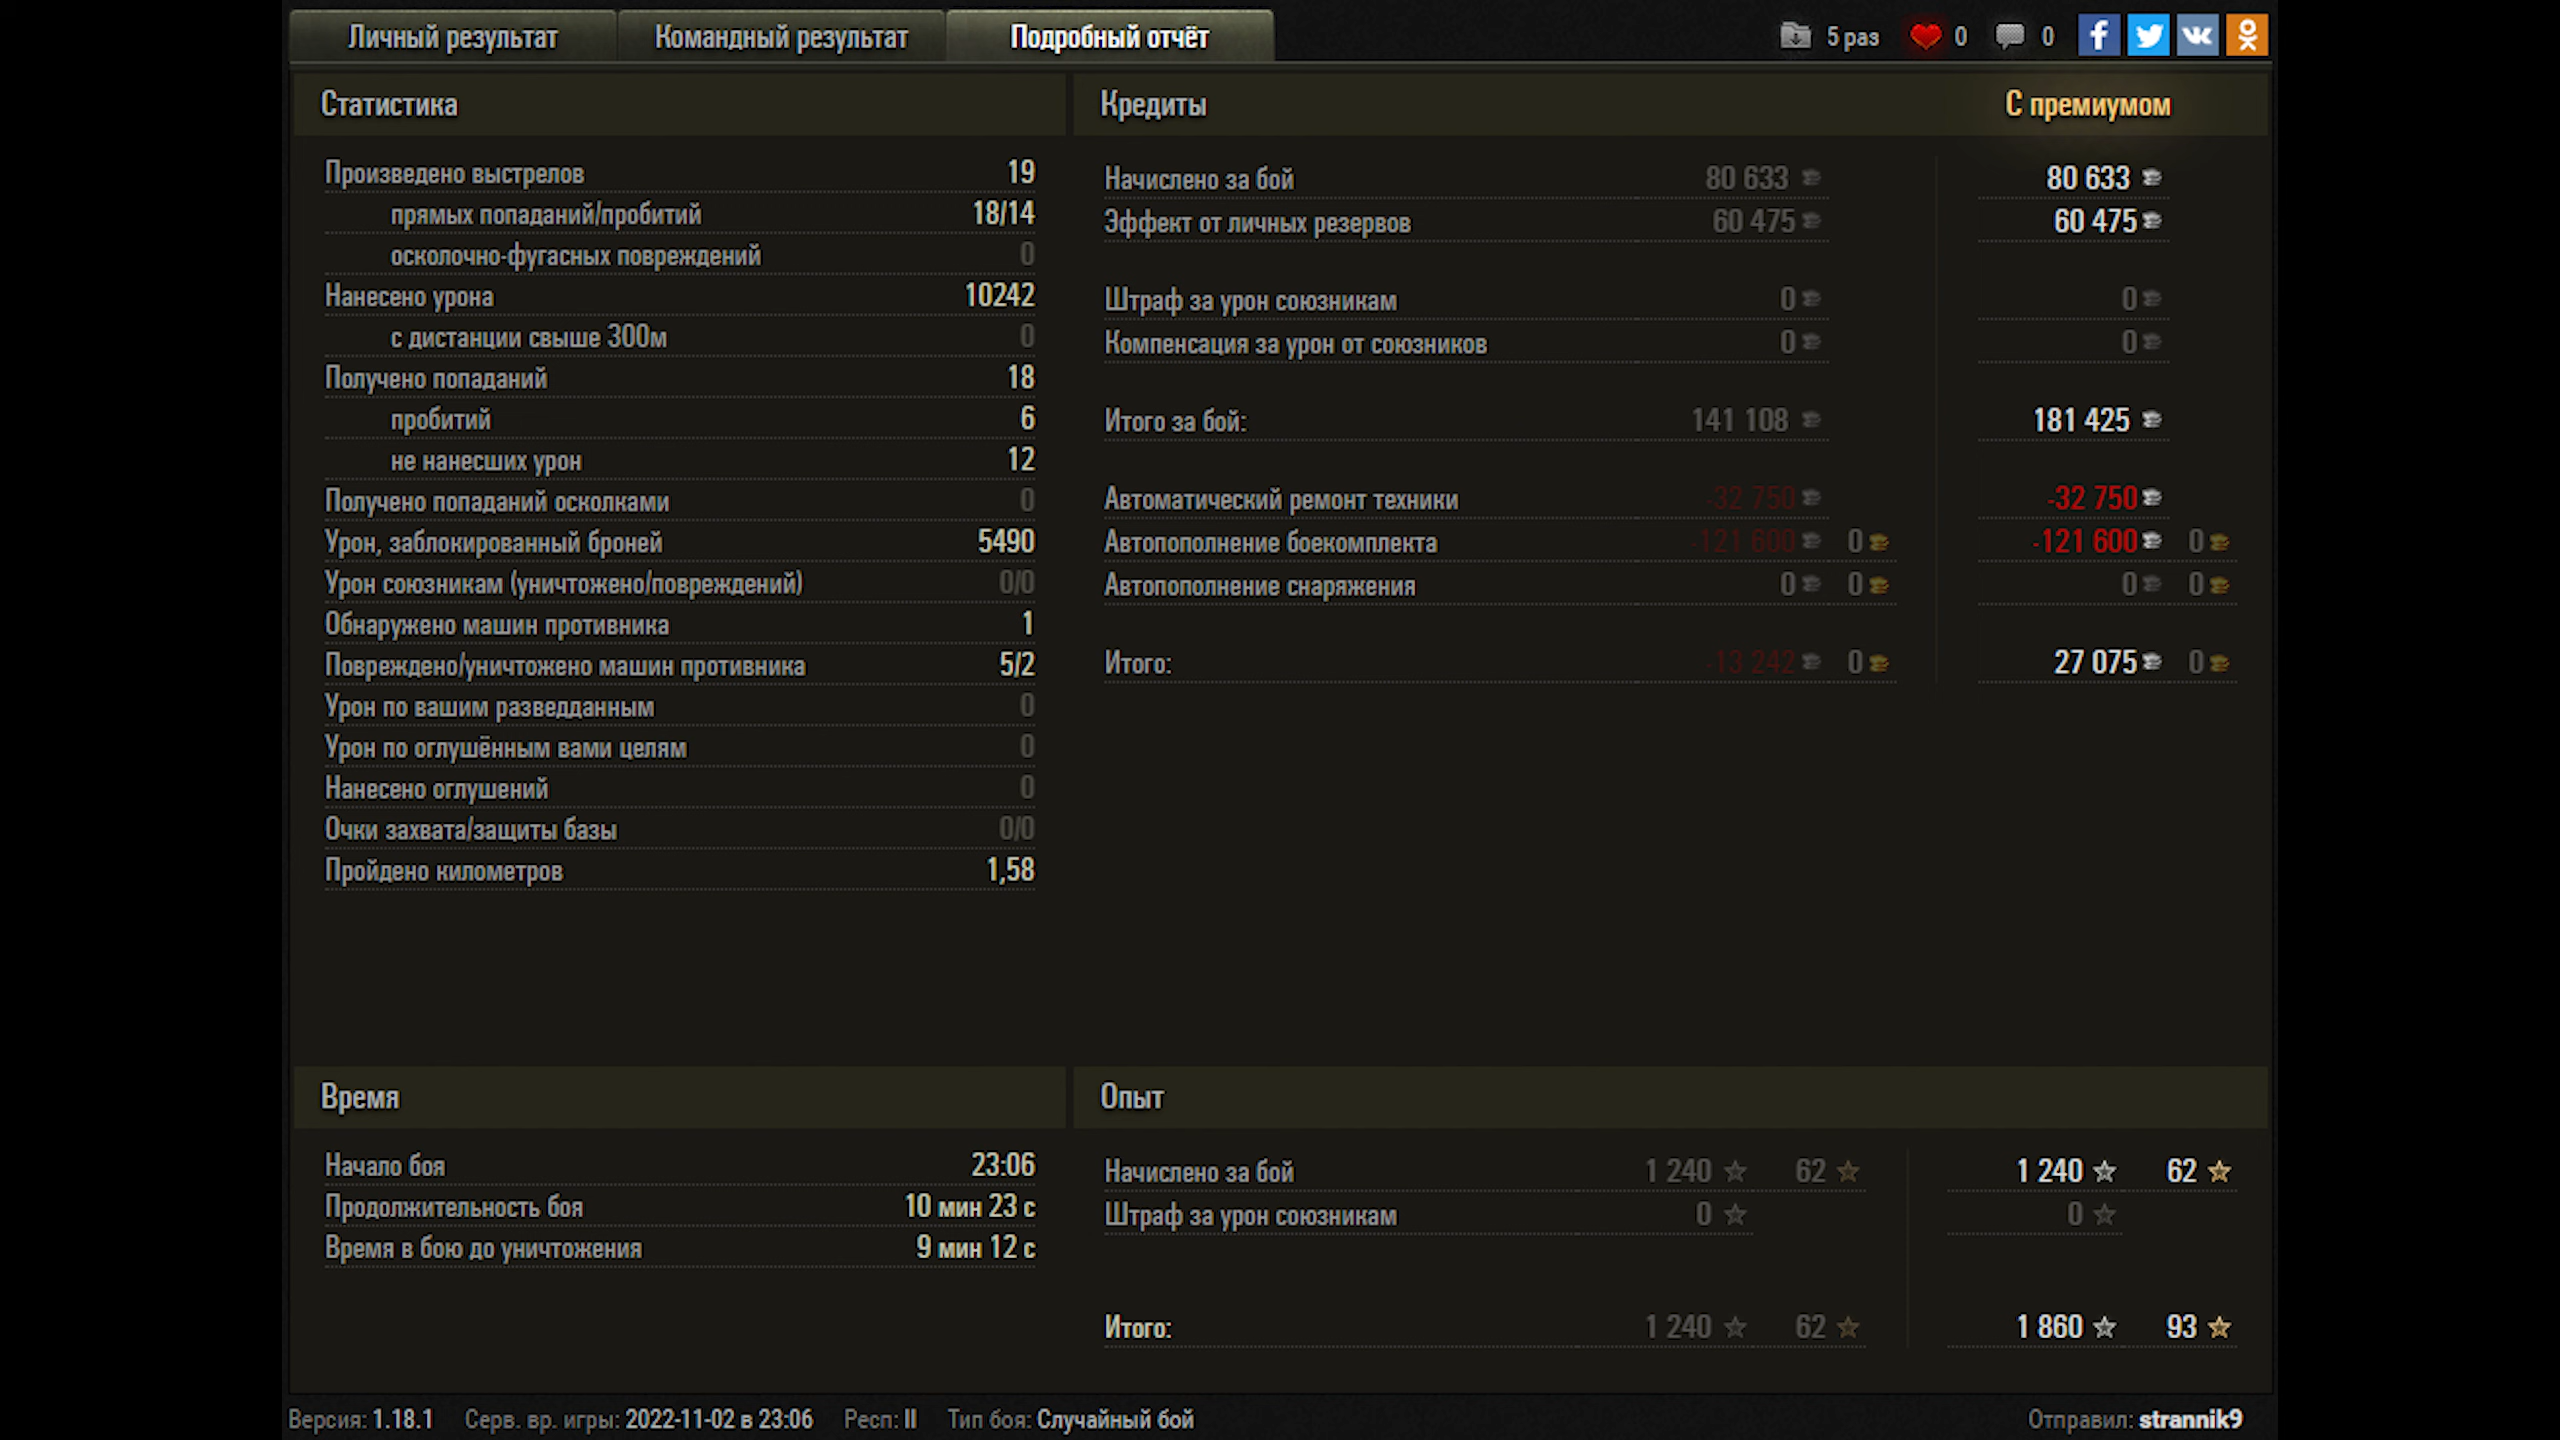 Личный результат Командный результат Подробный отчёт 5 раз 0 0
Статистика
Произведено выстрелов 19
прямых попаданий/пробитий 18/14
осколочно-фугасных повреждений 0
Нанесено урона 10242
с дистанции свыше 300м 0
Получено попаданий 18
пробитий 6
не нанесших урон 12
Получено попаданий осколками 0
Урон, заблокированный броней 5490
Урон союзникам (уничтожено/повреждений) 0/0
Обнаружено машин противника 1
Повреждено/уничтожено машин противника 5/2
Урон по вашим разведданным 0
Урон по оглушённым вами целям 0
Нанесено оглушений 0
Очки захвата/защиты базы 0/0
Пройдено километров 1,58
Кредиты С премиумом
Начислено за бой 80 633 80 633
Эффект от личных резервов 60 475 60 475
Штраф за урон союзникам 0 0
Компенсация за урон от союзников 0 0
Итого за бой: 141 108 181 425
Автоматический ремонт техники -32 750 -32 750
Автопополнение боекомплекта -121 600 0 -121 600 0
Автопополнение снаряжения 0 0 0 0
Итого: -13 242 0 27 075 0
Время
Начало боя 23:06
Продолжительность боя 10 мин 23 с
Время в бою до уничтожения 9 мин 12 с
Опыт
Начислено за бой 1 240 62 1 240 62
Штраф за урон союзникам 0 0
Итого: 1 240 62 1 860 93
Версия: 1.18.1 Серв. вр. игры: 2022-11-02 в 23:06 Респ: II Тип боя: Случайный бой Отправил: strannik9